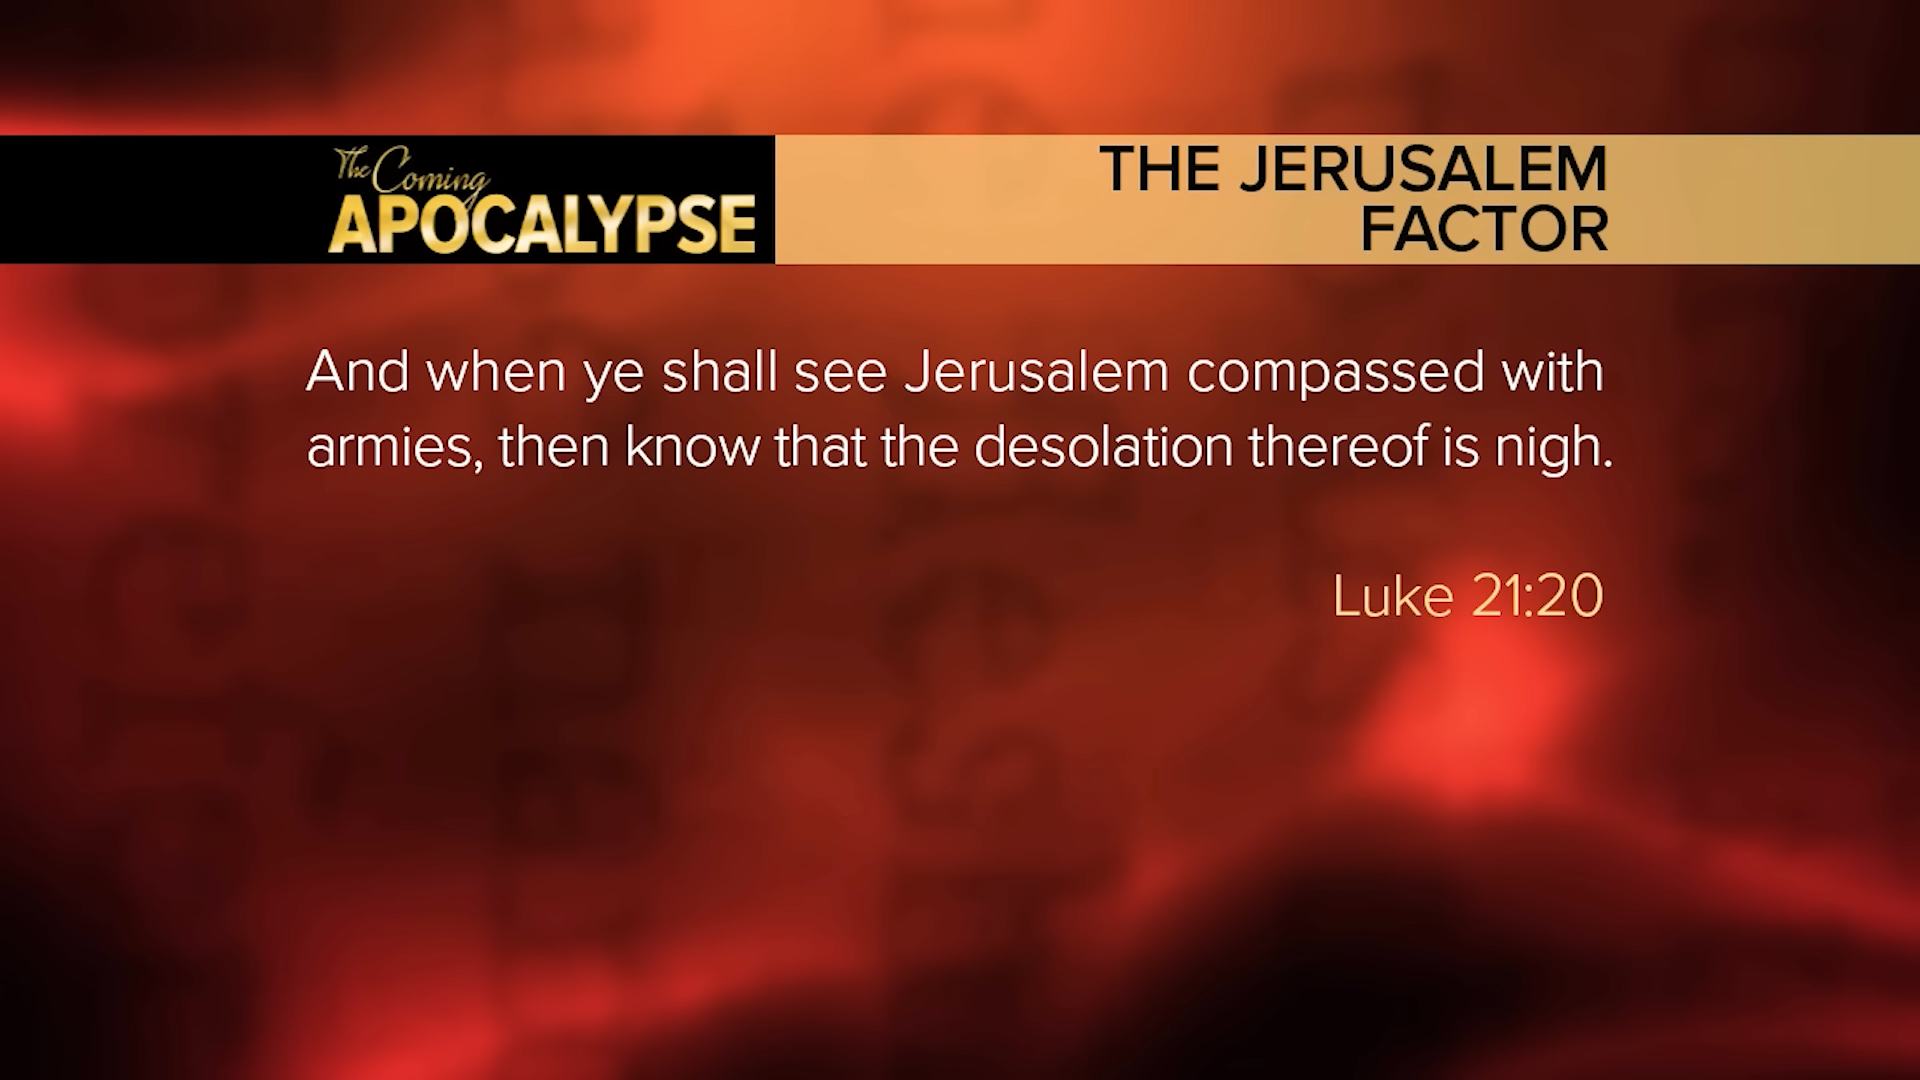 The Coming
APOCALYPSE
THE JERUSALEM
FACTOR
And when ye shall see Jerusalem compassed with
armies, then know that the desolation thereof is nigh.
Luke 21:20